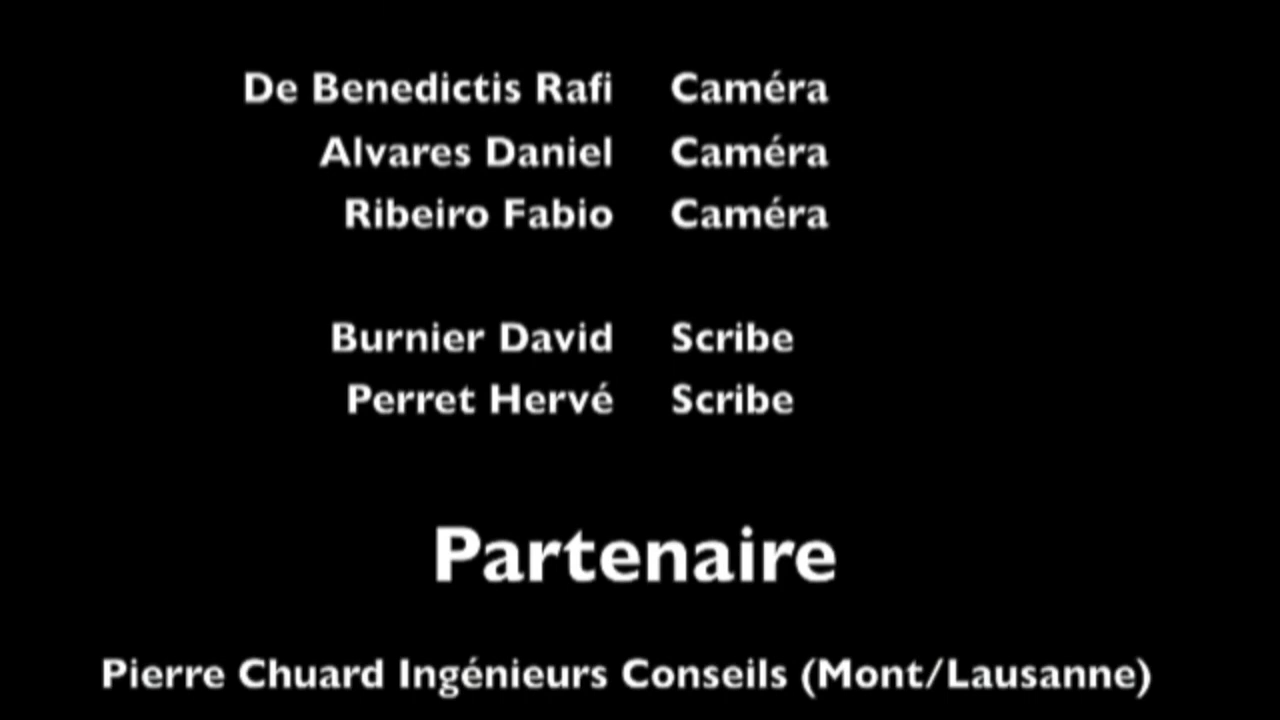 De Benedictis Rafi Caméra
Alvares Daniel Caméra
Ribeiro Fabio Caméra
Burnier David Scribe
Perret Hervé Scribe
Partenaire
Pierre Chuard Ingénieurs Conseils (Mont/Lausanne)